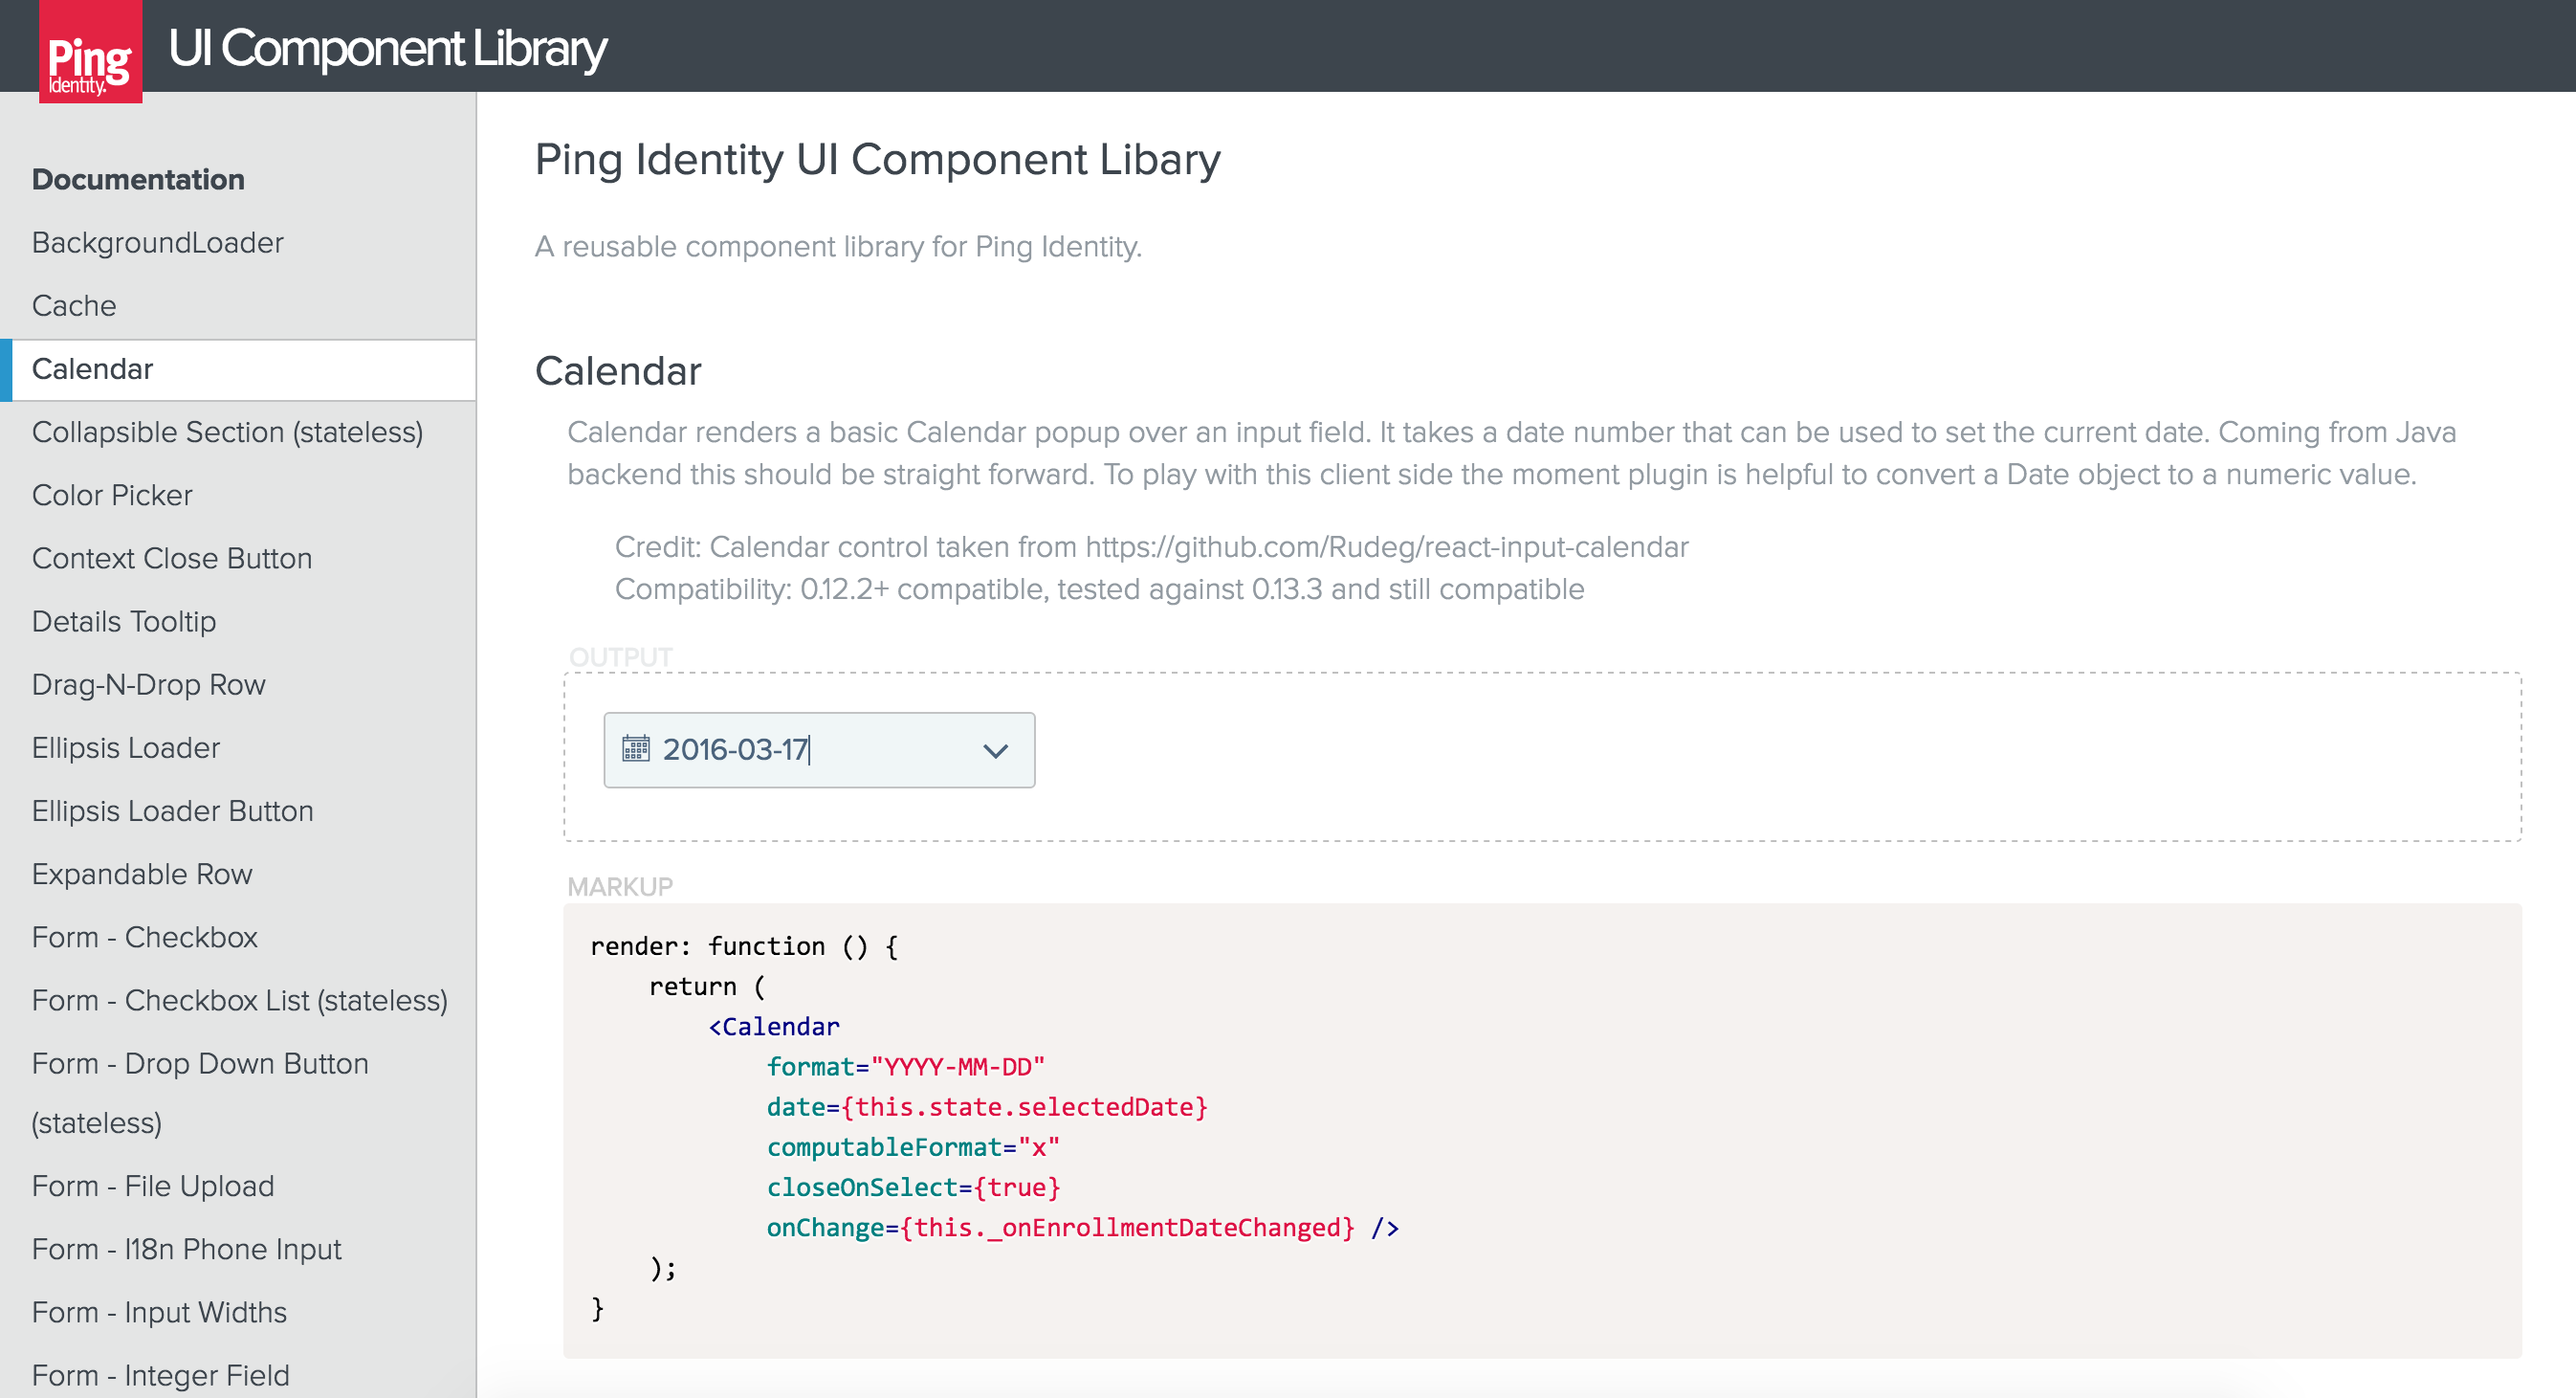 Ping
Identity.
UI Component Library
Documentation
BackgroundLoader
Cache
Calendar
Collapsible Section (stateless)
Color Picker
Context Close Button
Details Tooltip
Drag-N-Drop Row
Ellipsis Loader
Ellipsis Loader Button
Expandable Row
Form - Checkbox
Form - Checkbox List (stateless)
Form - Drop Down Button
(stateless)
Form - File Upload
Form - I18n Phone Input
Form - Input Widths
Form - Integer Field
Ping Identity UI Component Libary
A reusable component library for Ping Identity.
Calendar
Calendar renders a basic Calendar popup over an input field. It takes a date number that can be used to set the current date. Coming from Java
backend this should be straight forward. To play with this client side the moment plugin is helpful to convert a Date object to a numeric value.
Credit: Calendar control taken from https://github.com/Rudeg/react-input-calendar
Compatibility: 0.12.2+ compatible, tested against 0.13.3 and still compatible
OUTPUT
2016-03-17
MARKUP
render: function () {
    return (
        <Calendar
            format="YYYY-MM-DD"
            date={this.state.selectedDate}
            computableFormat="x"
            closeOnSelect={true}
            onChange={this._onEnrollmentDateChanged} />
    );
}